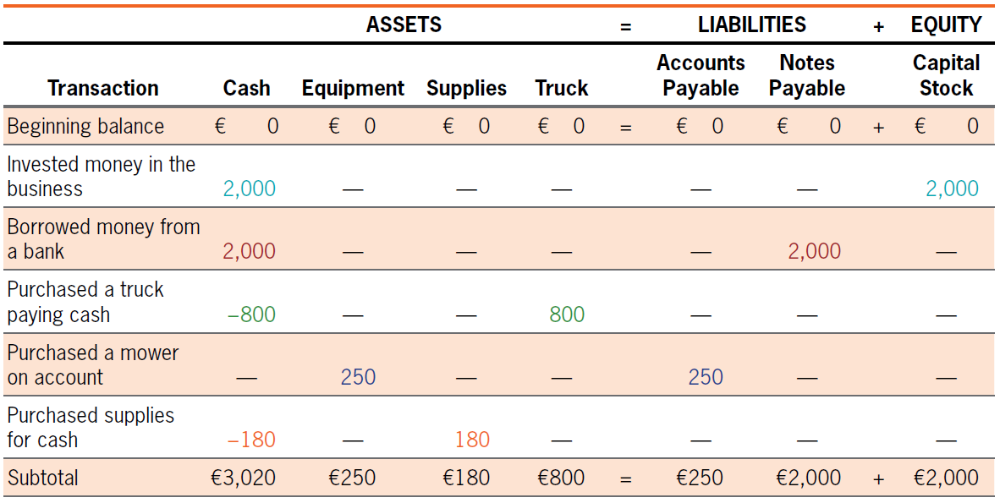 ASSETS = LIABILITIES + EQUITY
Accounts Notes Capital
Transaction Cash Equipment Supplies Truck Payable Payable Stock
Beginning balance € 0 € 0 € 0 € 0 = € 0 € 0 + € 0
Invested money in the
business 2,000 — — — — — 2,000
Borrowed money from
a bank 2,000 — — — — 2,000 —
Purchased a truck
paying cash –800 — — 800 — — —
Purchased a mower
on account — 250 — — 250 — —
Purchased supplies
for cash –180 — 180 — — — —
Subtotal €3,020 €250 €180 €800 = €250 €2,000 + €2,000